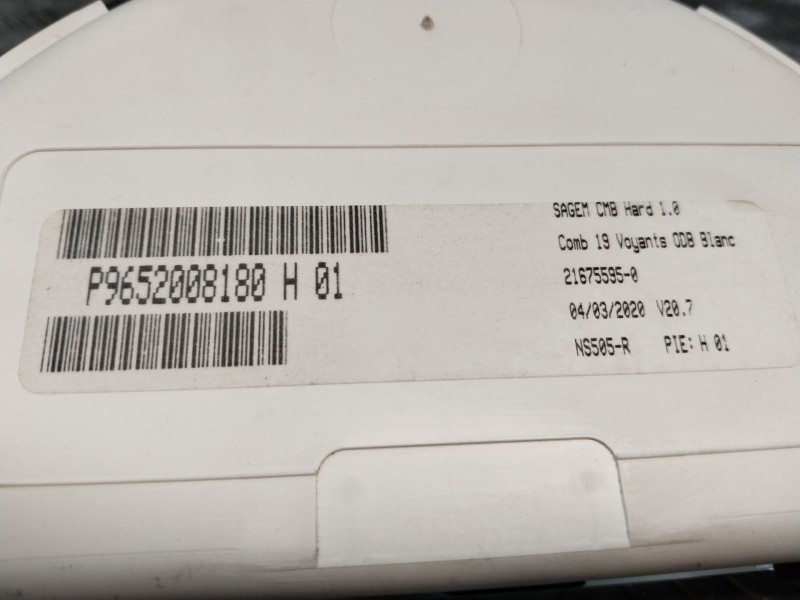 P9652008180 H 01
SAGEM CMB Hard 1.0
Comb 19 Voyants ODB Blanc
21675595-0
04/03/2020 V20.7
NS505-R PIE: H 01